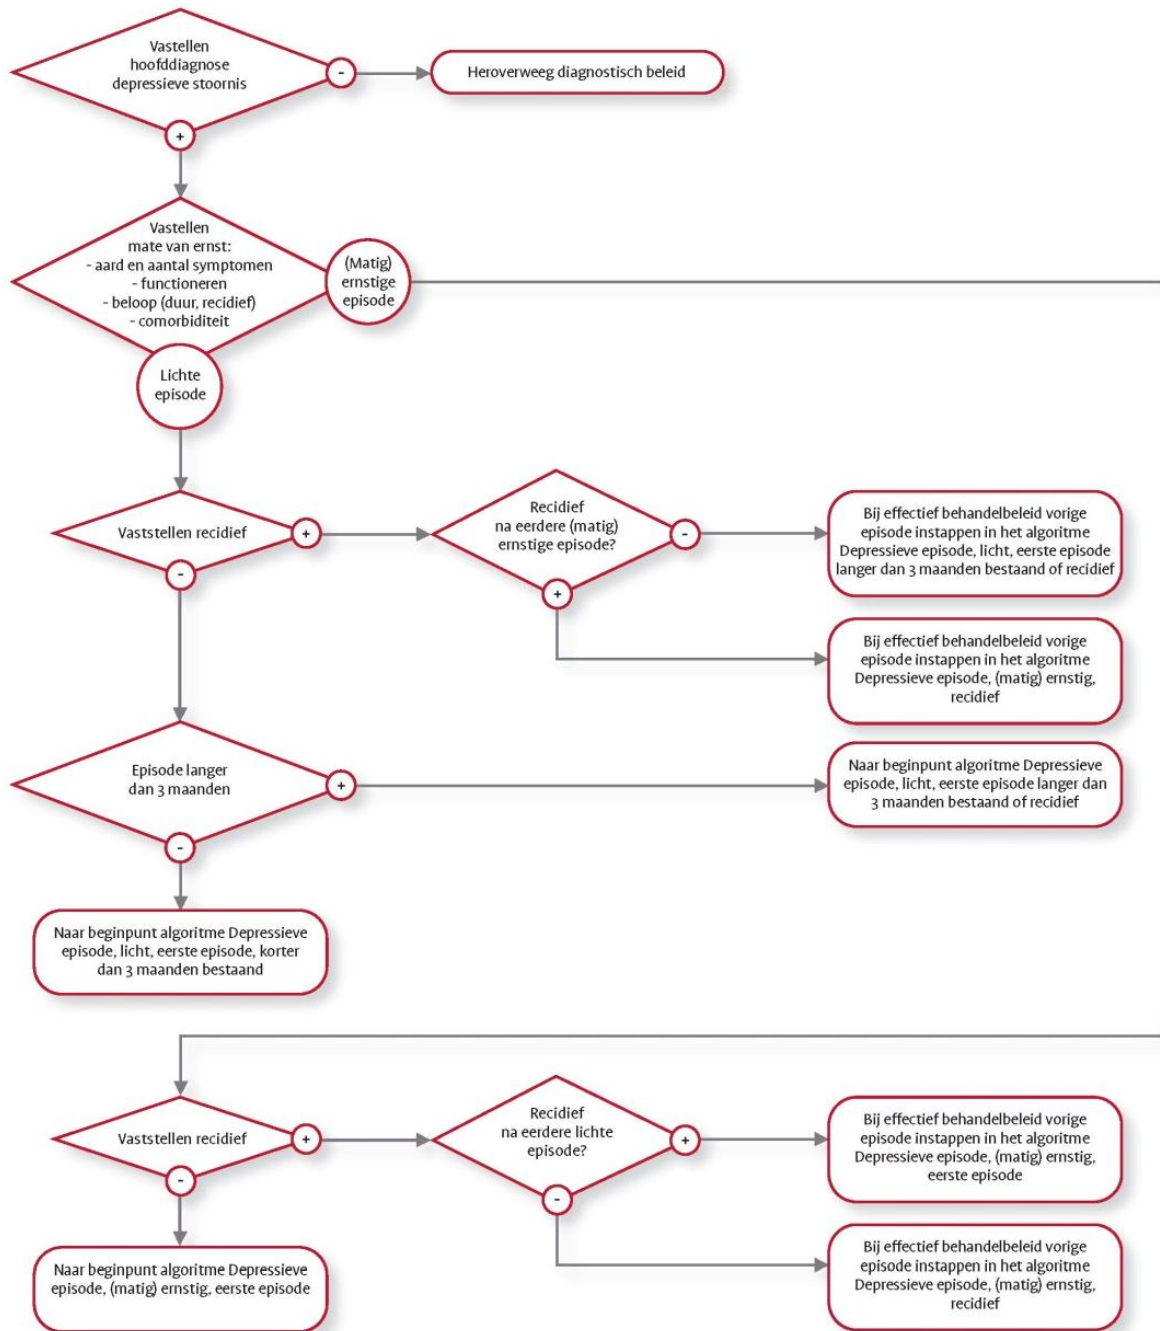 Vastellen
hoofddiagnose
depressieve stoornis
-
Heroverweeg diagnostisch beleid
+
Vastellen
mate van ernst:
- aard en aantal symptomen
- functioneren
- beloop (duur, recidief)
- comorbiditeit
(Matig)
ernstige
episode
Lichte
episode
Vaststellen recidief
+
-
Recidief
na eerdere (matig)
ernstige episode?
-
+
Bij effectief behandelbeleid vorige
episode instappen in het algoritme
Depressieve episode, licht, eerste episode
langer dan 3 maanden bestaand of recidief
Bij effectief behandelbeleid vorige
episode instappen in het algoritme
Depressieve episode, (matig) ernstig,
recidief
Episode langer
dan 3 maanden
+
-
Naar beginpunt algoritme Depressieve
episode, licht, eerste episode langer dan
3 maanden bestaand of recidief
Naar beginpunt algoritme Depressieve
episode, licht, eerste episode, korter
dan 3 maanden bestaand
Vaststellen recidief
+
-
Recidief
na eerdere lichte
episode?
+
-
Bij effectief behandelbeleid vorige
episode instappen in het algoritme
Depressieve episode, (matig) ernstig,
eerste episode
Naar beginpunt algoritme Depressieve
episode, (matig) ernstig, eerste episode
Bij effectief behandelbeleid vorige
episode instappen in het algoritme
Depressieve episode, (matig) ernstig,
recidief